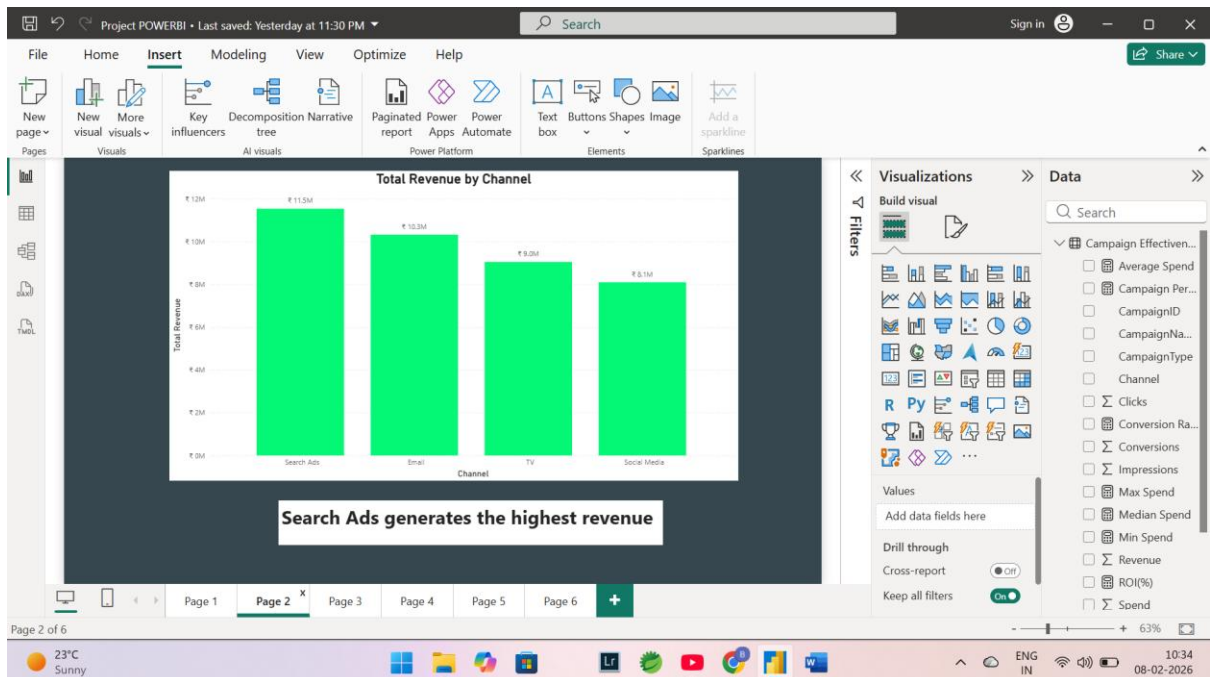 Project POWERBI • Last saved: Yesterday at 11:30 PM
Search
Sign in
File Home Insert Modeling View Optimize Help
Share
New page
New visual
More visuals
Key influencers
Decomposition tree
Narrative
Paginated report
Power Apps
Power Automate
Text box
Buttons
Shapes
Image
Add a sparkline
Pages
Visuals
AI visuals
Power Platform
Elements
Sparklines
TMDL
Total Revenue by Channel
Total Revenue
₹ 12M
₹ 10M
₹ 8M
₹ 6M
₹ 4M
₹ 2M
₹ 0M
₹ 11.5M
₹ 10.3M
₹ 9.0M
₹ 8.1M
Search Ads
Email
TV
Social Media
Channel
Search Ads generates the highest revenue
Filters
Visualizations
Build visual
123
R
Py
Values
Add data fields here
Drill through
Cross-report
Off
Keep all filters
On
Data
Search
Campaign Effectiven...
Average Spend
Campaign Per...
CampaignID
CampaignNa...
CampaignType
Channel
Clicks
Conversion Ra...
Conversions
Impressions
Max Spend
Median Spend
Min Spend
Revenue
ROI(%)
Spend
Page 1
Page 2
Page 3
Page 4
Page 5
Page 6
Page 2 of 6
63%
23°C
Sunny
Lr
ENG
IN
10:34
08-02-2026